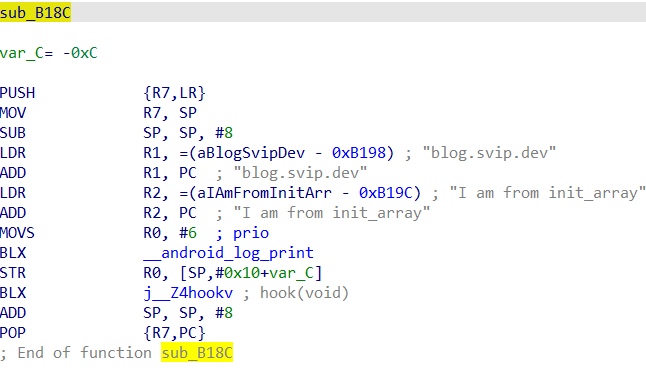 sub_B18C
var_C= -0xC
PUSH {R7,LR}
MOV R7, SP
SUB SP, SP, #8
LDR R1, =(aBlogSvipDev - 0xB198) ; "blog.svip.dev"
ADD R1, PC ; "blog.svip.dev"
LDR R2, =(aIAmFromInitArr - 0xB19C) ; "I am from init_array"
ADD R2, PC ; "I am from init_array"
MOVS R0, #6 ; prio
BLX __android_log_print
STR R0, [SP,#0x10+var_C]
BLX j__Z4hookv ; hook(void)
ADD SP, SP, #8
POP {R7,PC}
; End of function sub_B18C